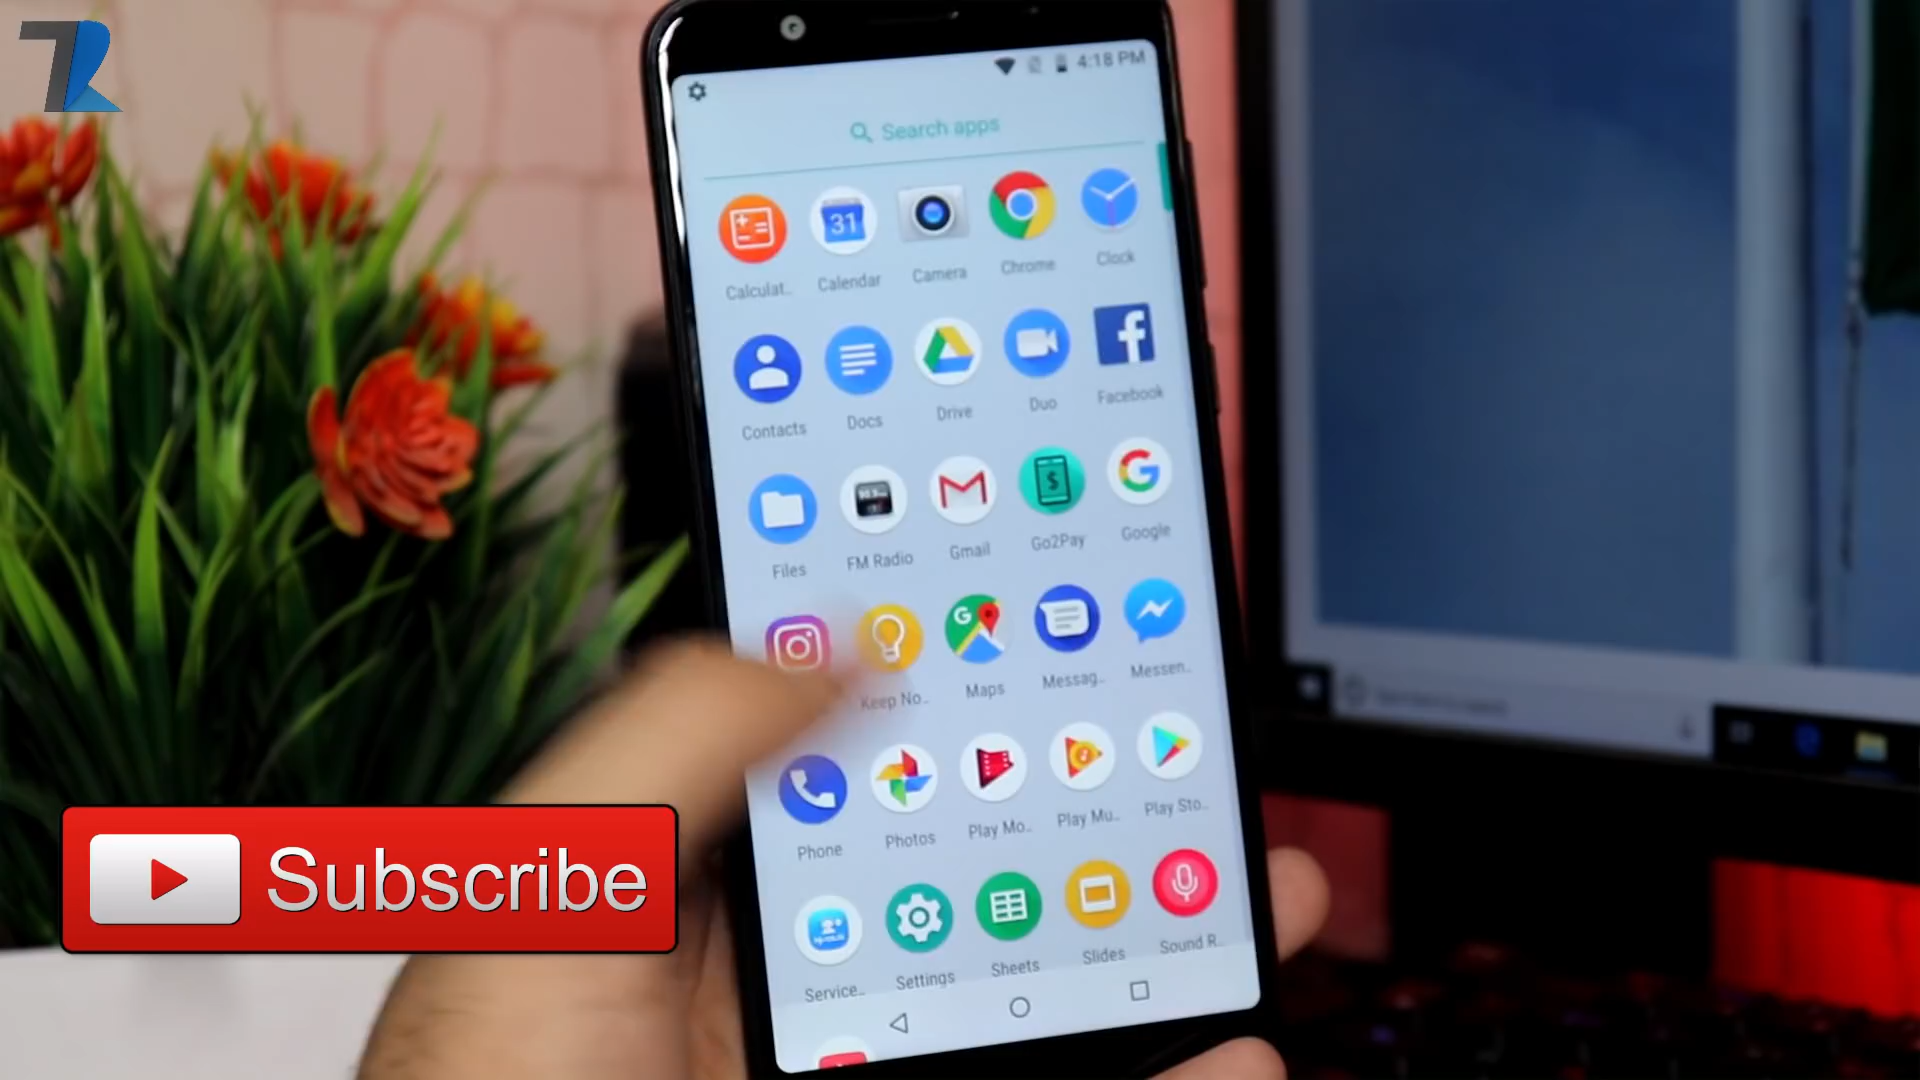 4:18 PM
Search apps
31
Calculat..
Calendar
Camera
Chrome
Clock
Contacts
Docs
Drive
Duo
Facebook
Files
FM Radio
Gmail
Go2Pay
Google
Keep No..
Maps
Messag..
Messen..
Phone
Photos
Play Mo..
Play Mu..
Play Sto..
Service..
Settings
Sheets
Slides
Sound R..
Subscribe